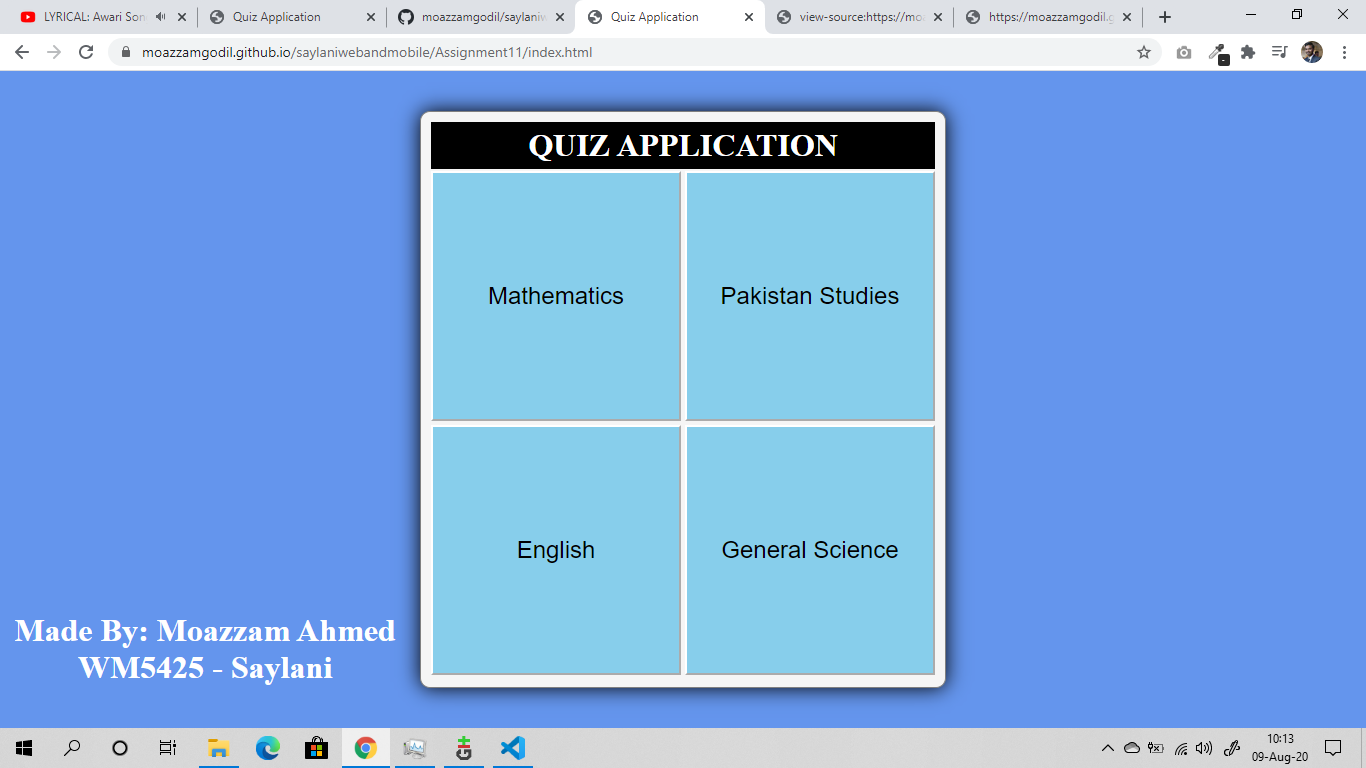 LYRICAL: Awari Son
Quiz Application
moazzamgodil/saylaniw
Quiz Application
view-source:https://moa
https://moazzamgodil.g
moazzamgodil.github.io/saylaniwebandmobile/Assignment11/index.html
QUIZ APPLICATION
Mathematics
Pakistan Studies
English
General Science
Made By: Moazzam Ahmed
WM5425 - Saylani
10:13
09-Aug-20